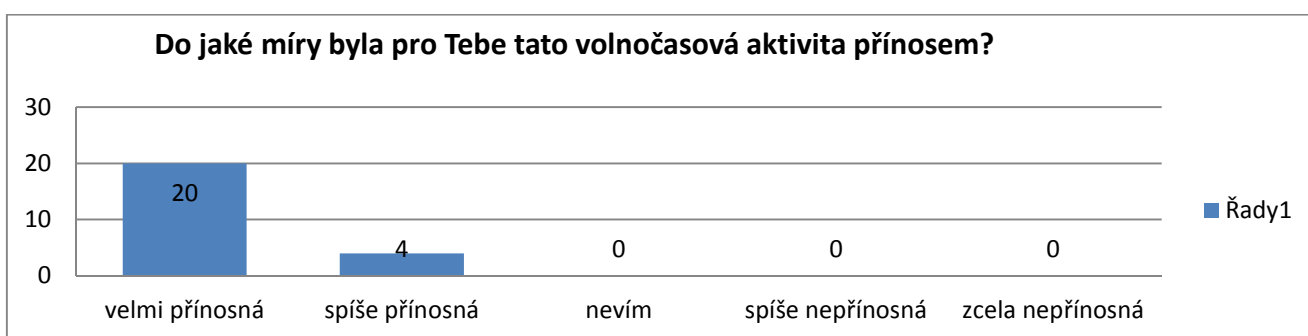 Do jaké míry byla pro Tebe tato volnočasová aktivita přínosem?
30
20
10
0
20
4
0
0
0
Řady1
velmi přínosná
spíše přínosná
nevím
spíše nepřínosná
zcela nepřínosná